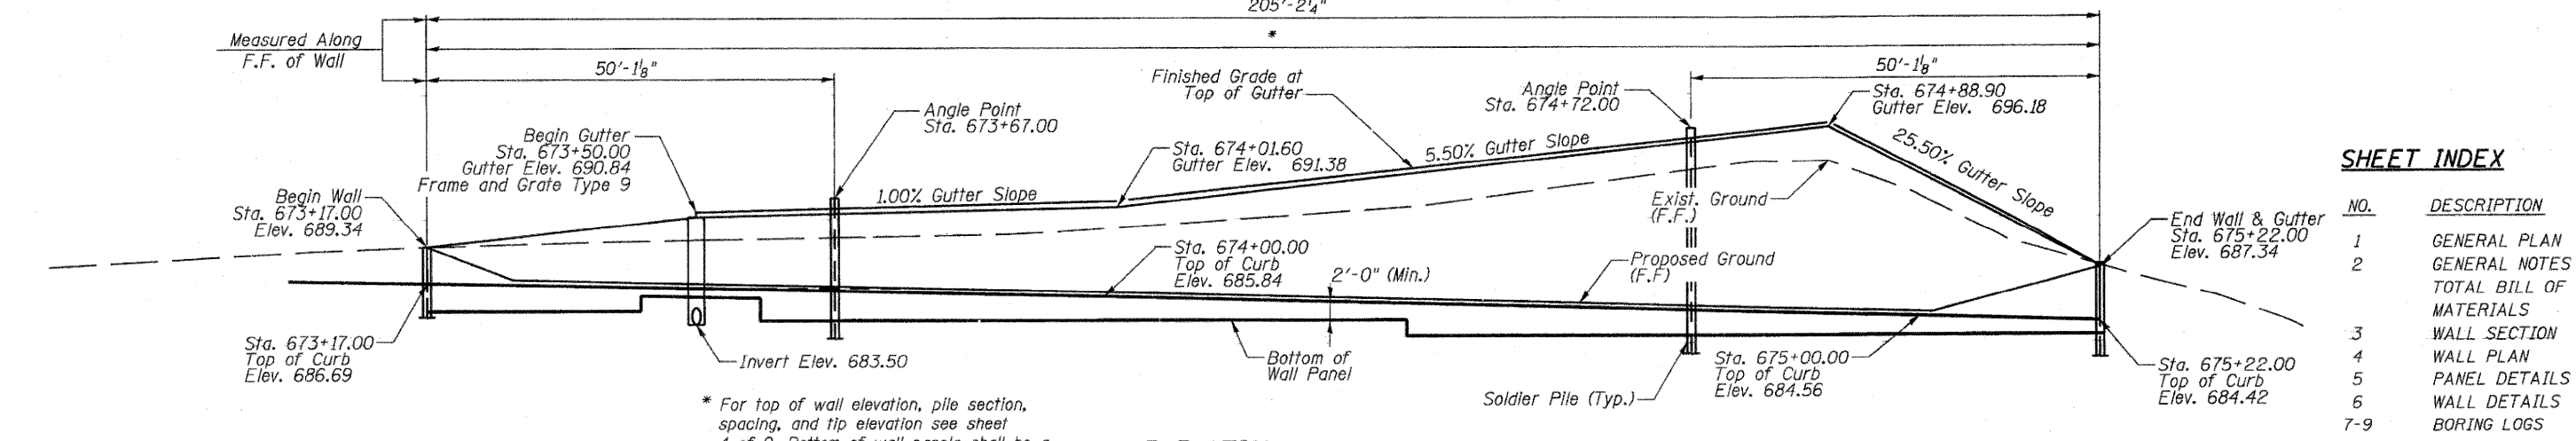 205'-2¼"
Measured Along
F.F. of Wall
*
50'-1⅛"
50'-1⅛"
Finished Grade at
Top of Gutter
Angle Point
Sta. 674+72.00
Sta. 674+88.90
Gutter Elev. 696.18
Angle Point
Sta. 673+67.00
Begin Gutter
Sta. 673+50.00
Gutter Elev. 690.84
Frame and Grate Type 9
Sta. 674+01.60
Gutter Elev. 691.38
5.50% Gutter Slope
25.50% Gutter Slope
1.00% Gutter Slope
Begin Wall
Sta. 673+17.00
Elev. 689.34
Exist. Ground
(F.F.)
End Wall & Gutter
Sta. 675+22.00
Elev. 687.34
Sta. 674+00.00
Top of Curb
Elev. 685.84
2'-0" (Min.)
Proposed Ground
(F.F)
Sta. 673+17.00
Top of Curb
Elev. 686.69
Invert Elev. 683.50
Bottom of
Wall Panel
Soldier Pile (Typ.)
Sta. 675+00.00
Top of Curb
Elev. 684.56
Sta. 675+22.00
Top of Curb
Elev. 684.42
* For top of wall elevation, pile section,
spacing, and tip elevation see sheet
SHEET INDEX
NO. DESCRIPTION
1 GENERAL PLAN
2 GENERAL NOTES
TOTAL BILL OF
MATERIALS
3 WALL SECTION
4 WALL PLAN
5 PANEL DETAILS
6 WALL DETAILS
7-9 BORING LOGS